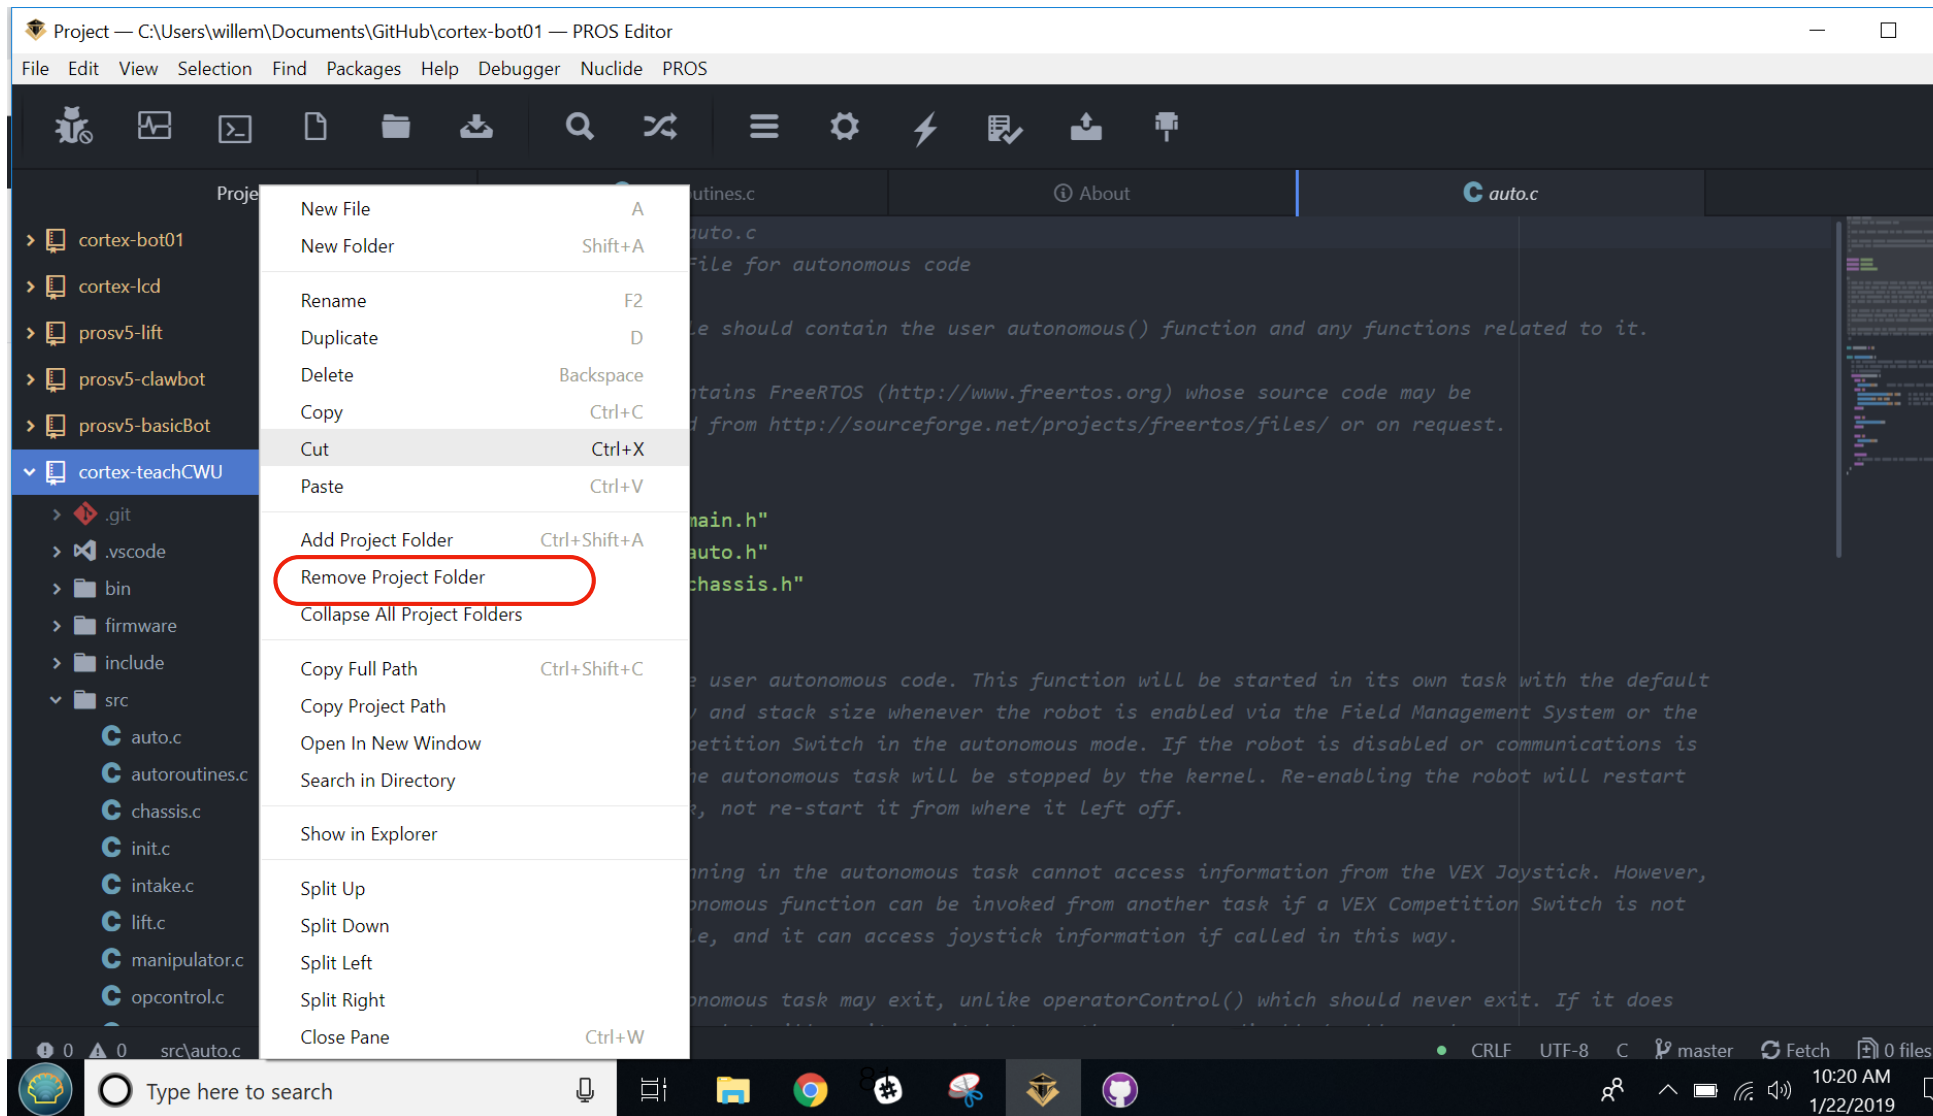 Project — C:\Users\willem\Documents\GitHub\cortex-bot01 — PROS Editor
File Edit View Selection Find Packages Help Debugger Nuclide PROS
Proje
utines.c
About
auto.c
cortex-bot01
cortex-lcd
prosv5-lift
prosv5-clawbot
prosv5-basicBot
cortex-teachCWU
.git
.vscode
bin
firmware
include
src
auto.c
autoroutines.c
chassis.c
init.c
intake.c
lift.c
manipulator.c
opcontrol.c
New File A
New Folder Shift+A
Rename F2
Duplicate D
Delete Backspace
Copy Ctrl+C
Cut Ctrl+X
Paste Ctrl+V
Add Project Folder Ctrl+Shift+A
Remove Project Folder
Collapse All Project Folders
Copy Full Path Ctrl+Shift+C
Copy Project Path
Open In New Window
Search in Directory
Show in Explorer
Split Up
Split Down
Split Left
Split Right
Close Pane Ctrl+W
auto.c
File for autonomous code
le should contain the user autonomous() function and any functions related to it.
ntains FreeRTOS (http://www.freertos.org) whose source code may be
d from http://sourceforge.net/projects/freertos/files/ or on request.
main.h"
auto.h"
chassis.h"
e user autonomous code. This function will be started in its own task with the default
y and stack size whenever the robot is enabled via the Field Management System or the
petition Switch in the autonomous mode. If the robot is disabled or communications is
he autonomous task will be stopped by the kernel. Re-enabling the robot will restart
k, not re-start it from where it left off.
nning in the autonomous task cannot access information from the VEX Joystick. However,
onomous function can be invoked from another task if a VEX Competition Switch is not
le, and it can access joystick information if called in this way.
onomous task may exit, unlike operatorControl() which should never exit. If it does
0 0 src\auto.c
CRLF UTF-8 C master Fetch 0 files
Type here to search
81
10:20 AM
1/22/2019